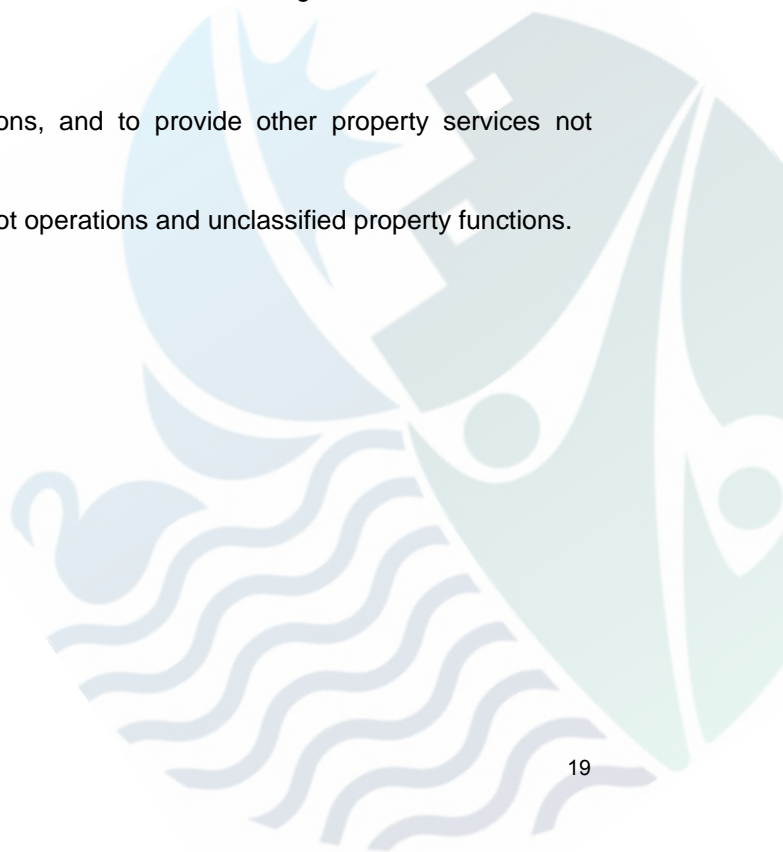 ons, and to provide other property services not
ot operations and unclassified property functions.
19